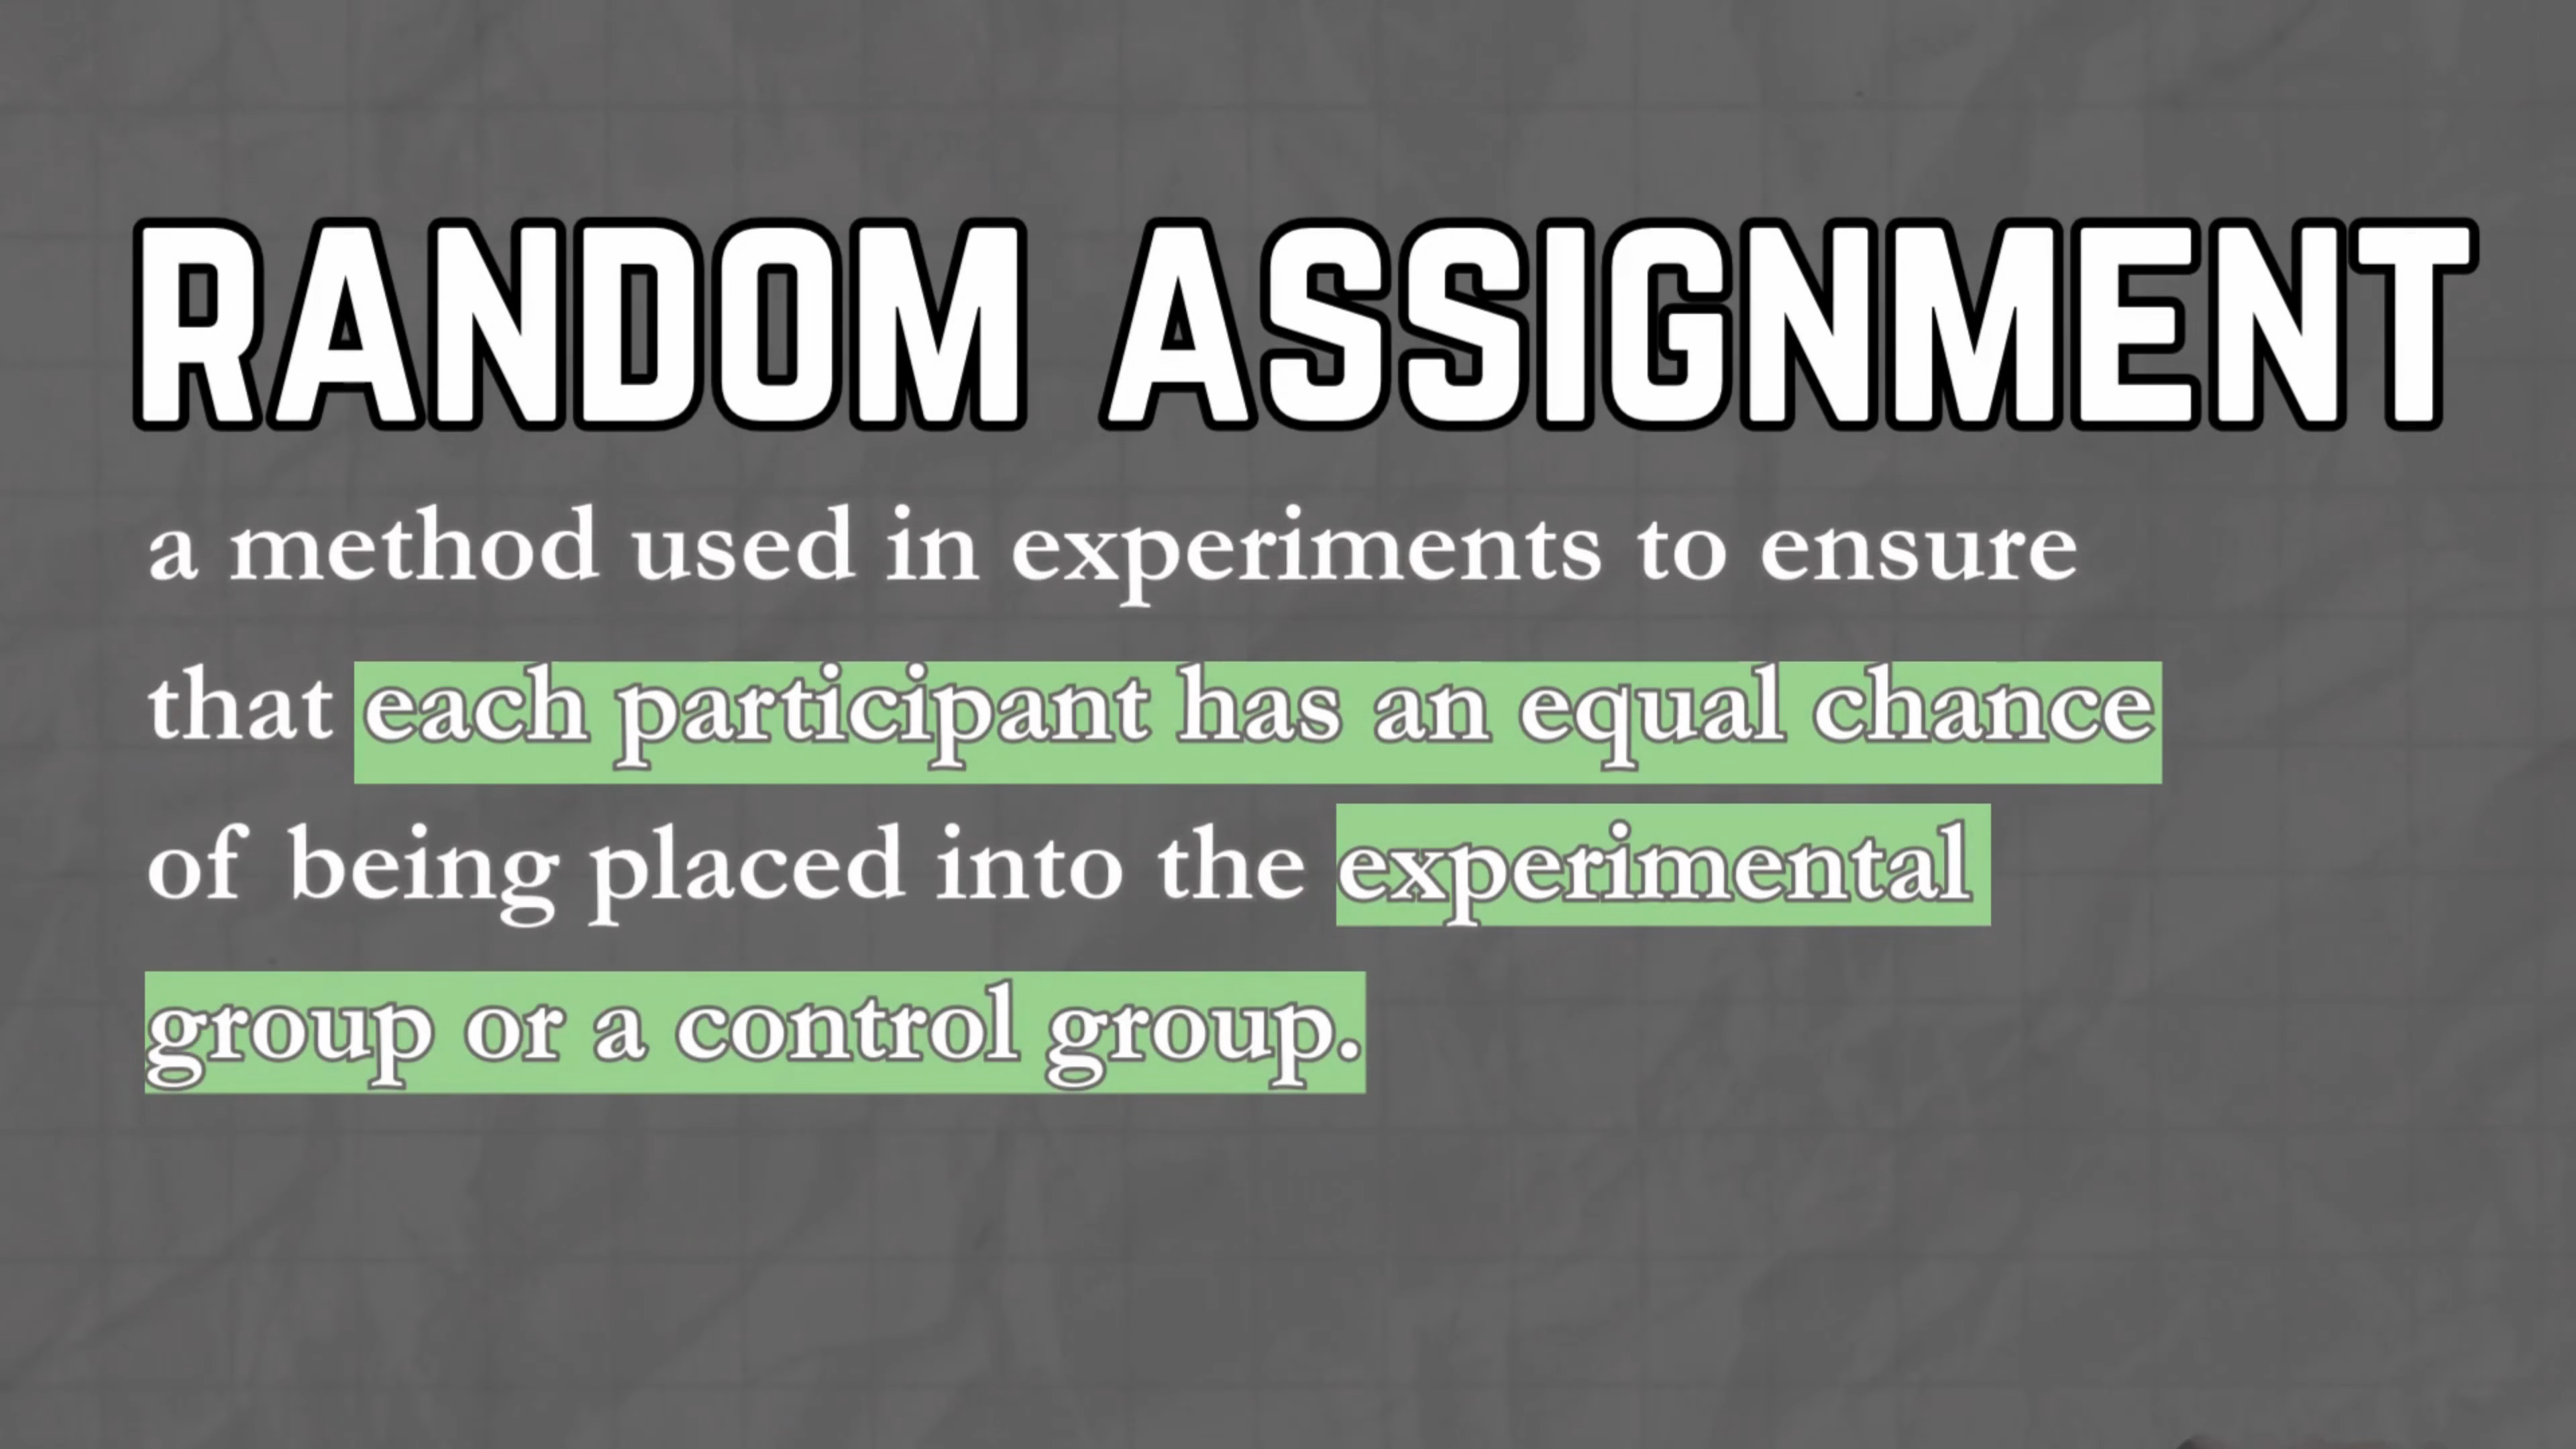 RANDOM ASSIGNMENT
a method used in experiments to ensure
that each participant has an equal chance
of being placed into the experimental
group or a control group.